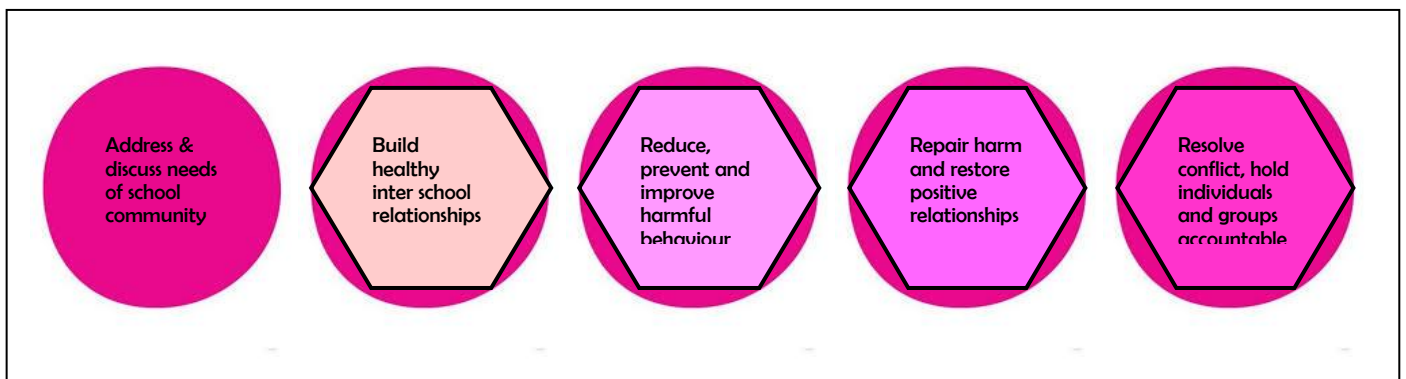 Address &
discuss needs
of school
community
Build
healthy
inter school
relationships
Reduce,
prevent and
improve
harmful
behaviour
Repair harm
and restore
positive
relationships
Resolve
conflict, hold
individuals
and groups
accountable